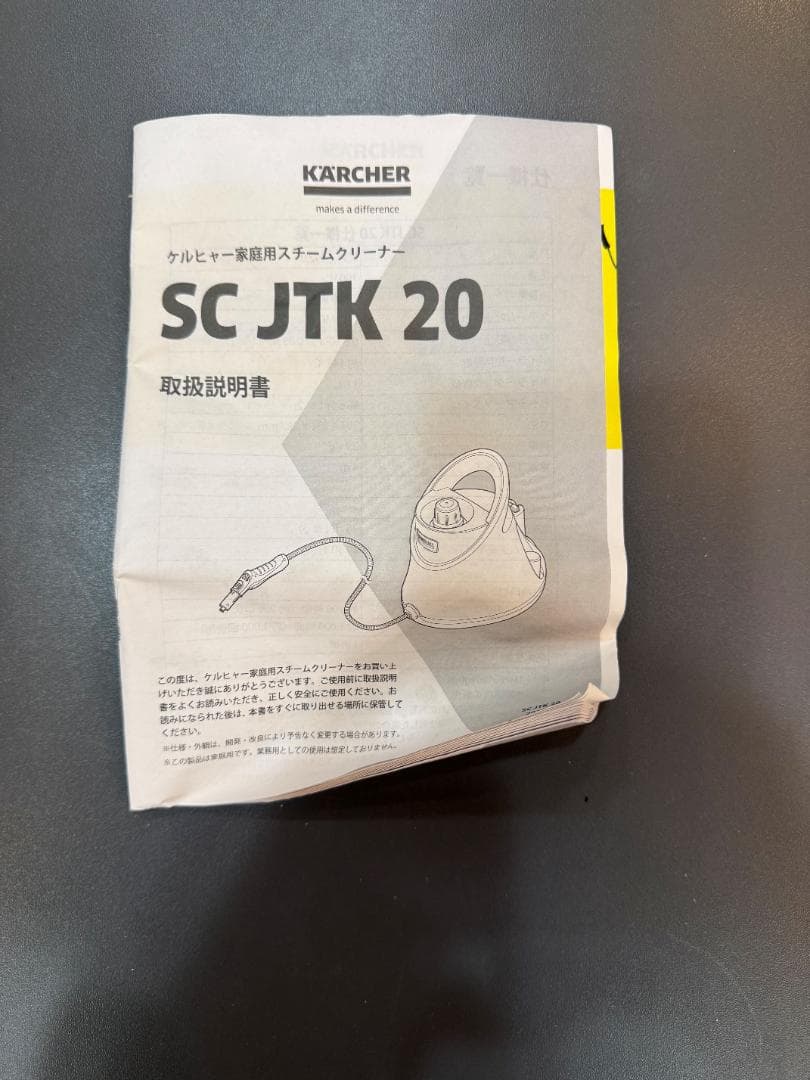 KÄRCHER
makes a difference
ケルヒャー家庭用スチームクリーナー
SC JTK 20
取扱説明書
この度は、ケルヒャー家庭用スチームクリーナーをお買い上
げいただき誠にありがとうございます。ご使用前に取扱説明
書をよくお読みいただき、正しく安全にご使用ください。お
読みになられた後は、本書をすぐに取り出せる場所に保管して
ください。
※仕様・外観は、開発・改良により予告なく変更する場合があります。
※この製品は家庭用です。業務用としての使用は想定しておりません。
SC JTK 20